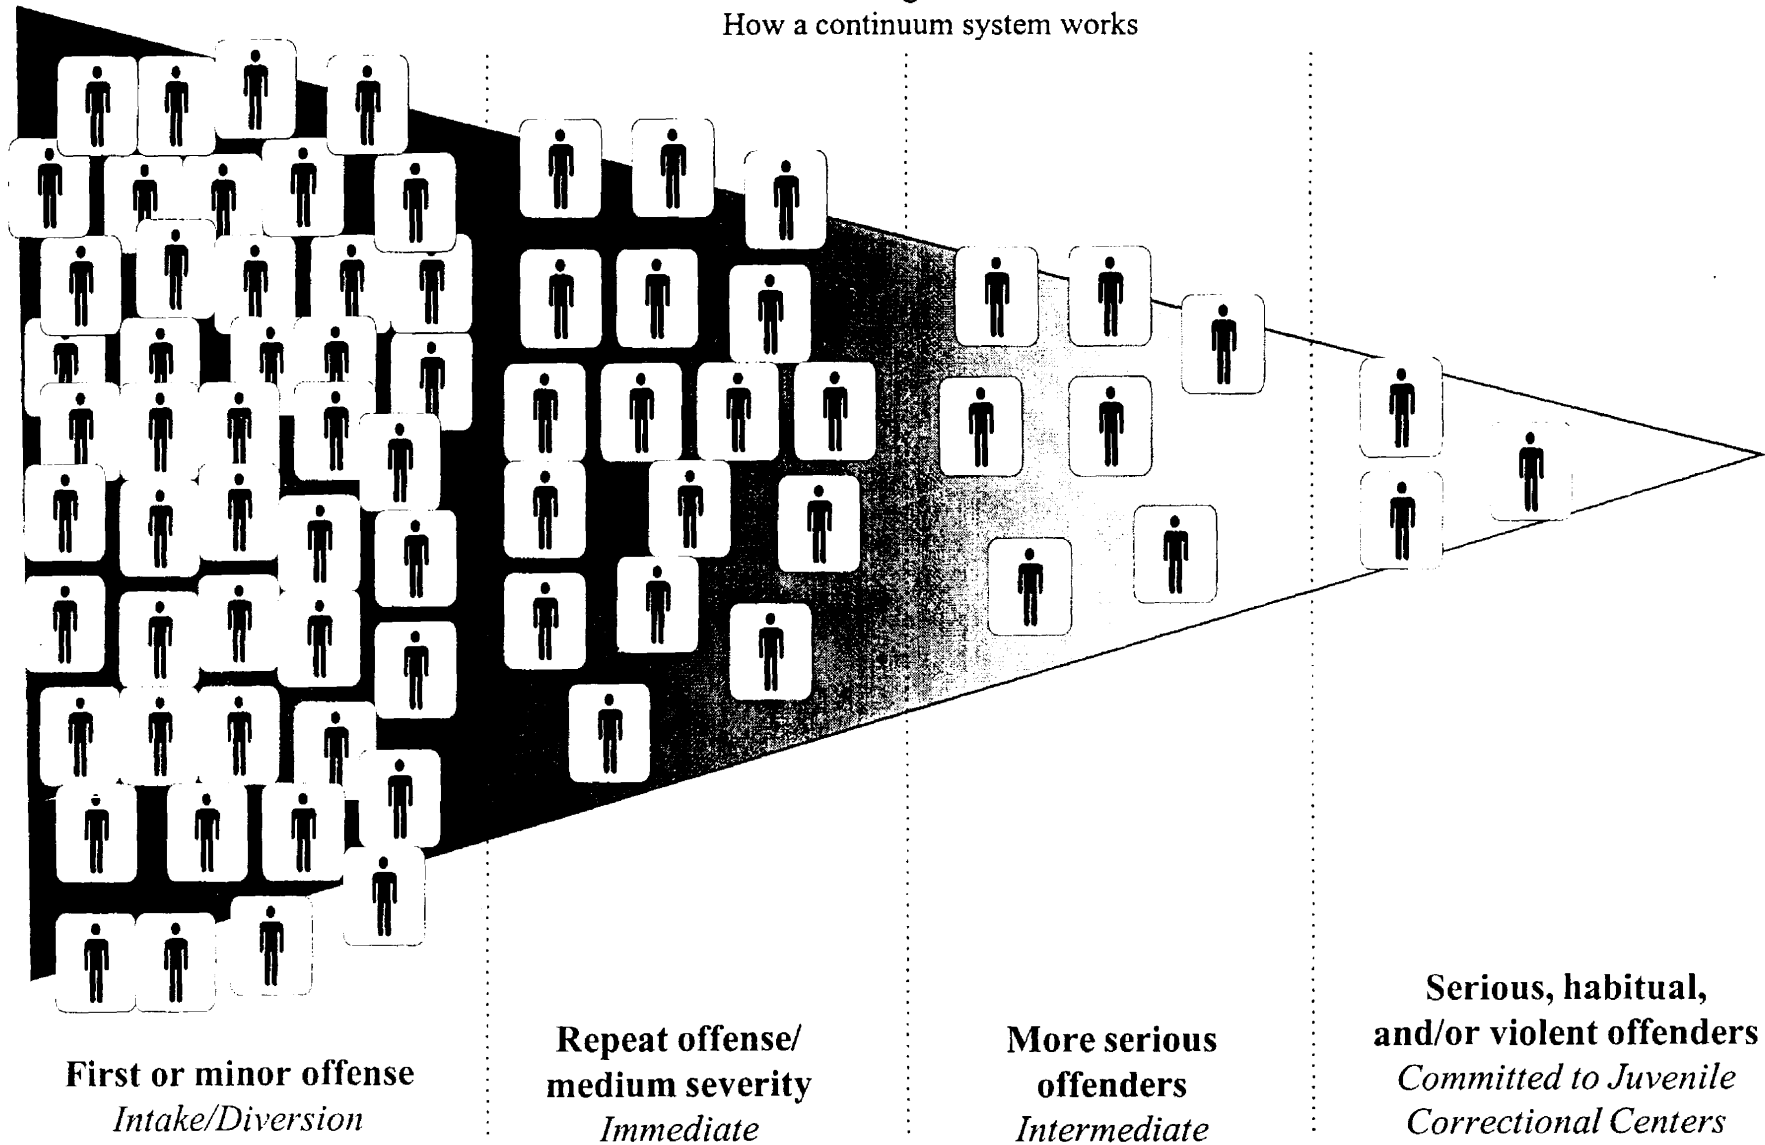 How a continuum system works
First or minor offense
Intake/Diversion
Repeat offense/
medium severity
Immediate
More serious
offenders
Intermediate
Serious, habitual,
and/or violent offenders
Committed to Juvenile
Correctional Centers